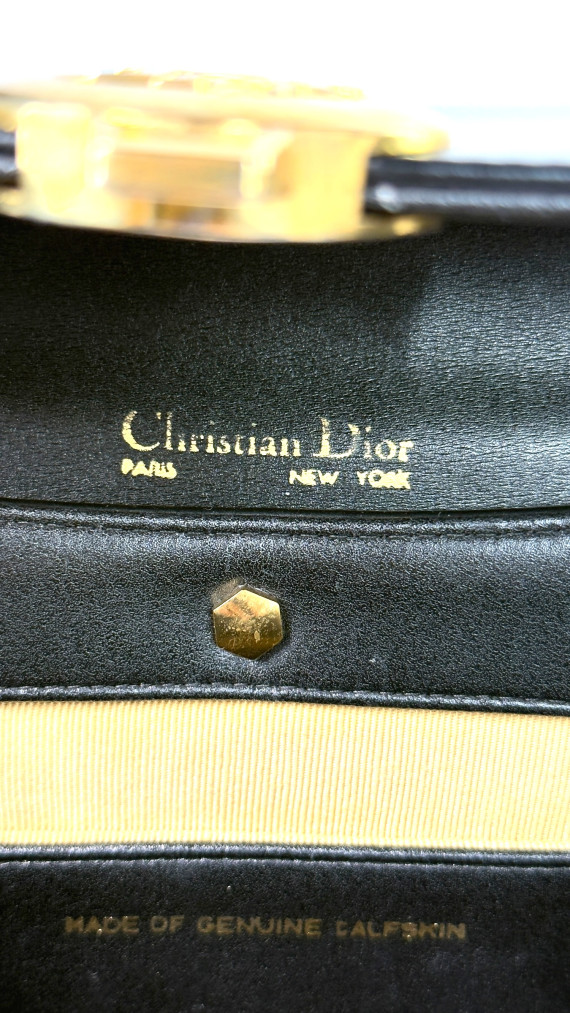 Christian Dior
PARIS NEW YORK
MADE OF GENUINE CALFSKIN